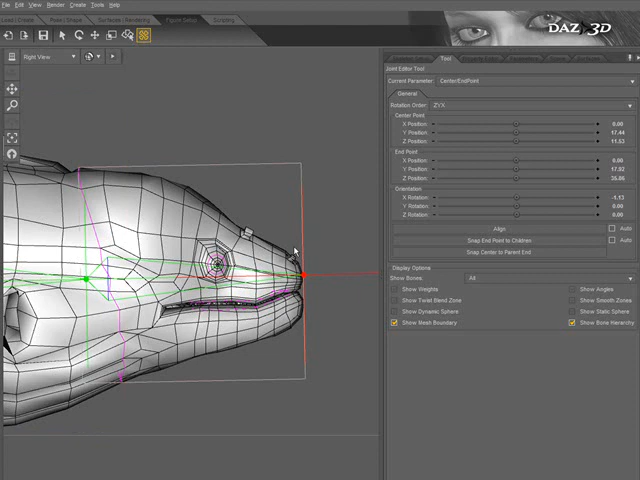 File Edit View Render Create Tools Help
DAZ 3D
Load | Create Pose | Shape Surfaces | Rendering Figure Setup Scripting
Right View
Tool
Joint Editor Tool
Current Parameter: Center/EndPoint
General
Rotation Order: ZYX
Center Point
X Position 0.00
Y Position 17.44
Z Position 11.53
End Point
X Position 0.00
Y Position 17.92
Z Position 35.06
Orientation
X Rotation -1.13
Y Rotation 0.00
Z Rotation 0.00
Align Auto
Snap End Point to Children Auto
Snap Center to Parent End
Display Options
Show Bones: All
Show Weights Show Angles
Show Twist Blend Zone Show Smooth Zones
Show Dynamic Sphere Show Static Sphere
Show Mesh Boundary Show Bone Hierarchy